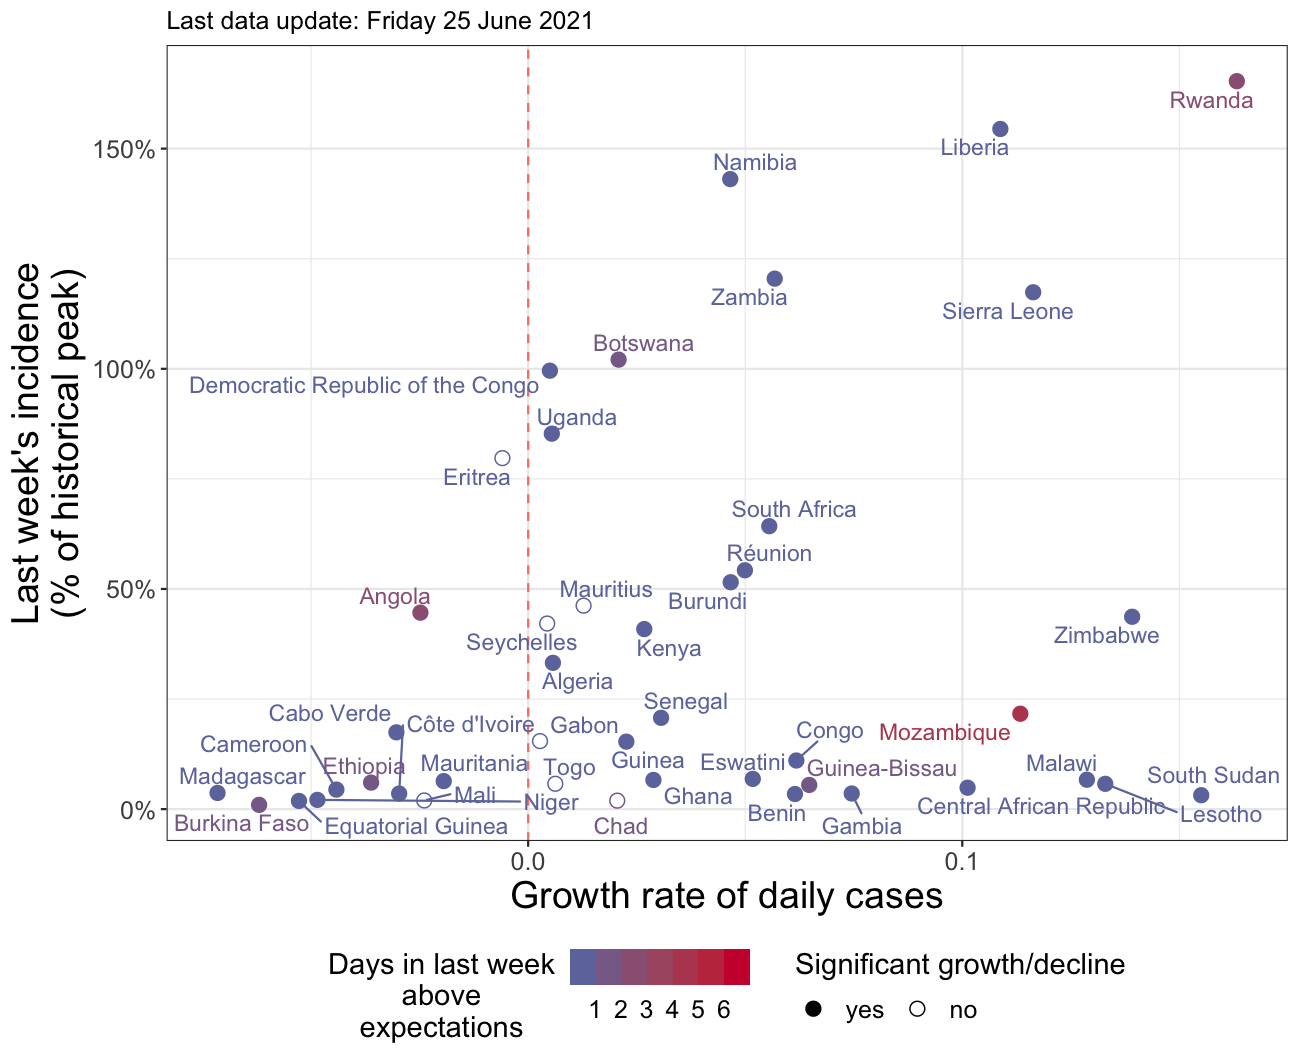 Last data update: Friday 25 June 2021
Rwanda
150%
Liberia
Namibia
Zambia
Sierra Leone
Botswana
100%
Democratic Republic of the Congo
Uganda
Eritrea
South Africa
Réunion
50%
Mauritius
Angola
Burundi
Zimbabwe
Seychelles
Kenya
Algeria
Senegal
Cabo Verde
Côte d'Ivoire
Gabon
Congo
Mozambique
Cameroon
Ethiopia
Mauritania
Togo
Guinea
Eswatini
Guinea-Bissau
Malawi
South Sudan
Madagascar
Mali
Niger
Ghana
Central African Republic
Lesotho
0%
Burkina Faso
Equatorial Guinea
Chad
Benin
Gambia
Last week's incidence
(% of historical peak)
0.0
0.1
Growth rate of daily cases
Days in last week
above
expectations
1 2 3 4 5 6
Significant growth/decline
yes
no